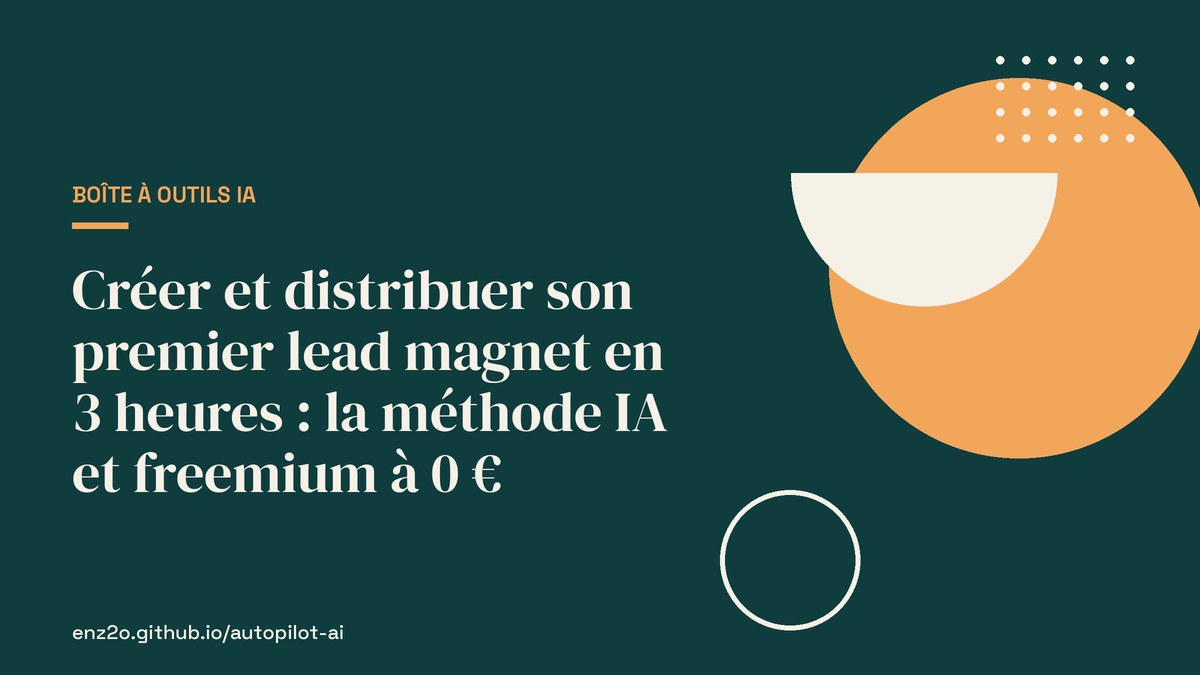 BOÎTE À OUTILS IA
Créer et distribuer son
premier lead magnet en
3 heures : la méthode IA
et freemium à 0 €
enz2o.github.io/autopilot-ai